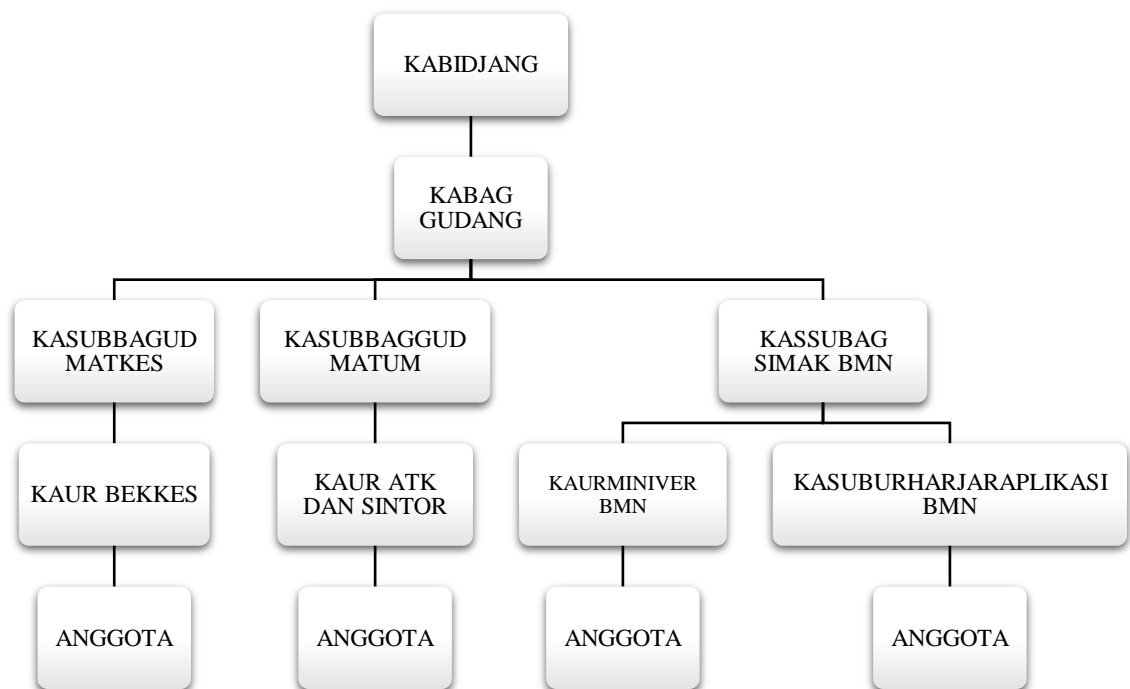 KABIDJANG
KABAG
GUDANG
KASUBBAGUD
MATKES
KASUBBAGGUD
MATUM
KASSUBAG
SIMAK BMN
KAUR BEKKES
KAUR ATK
DAN SINTOR
KAURMINIVER
BMN
KASUBURHARJARAPLIKASI
BMN
ANGGOTA
ANGGOTA
ANGGOTA
ANGGOTA